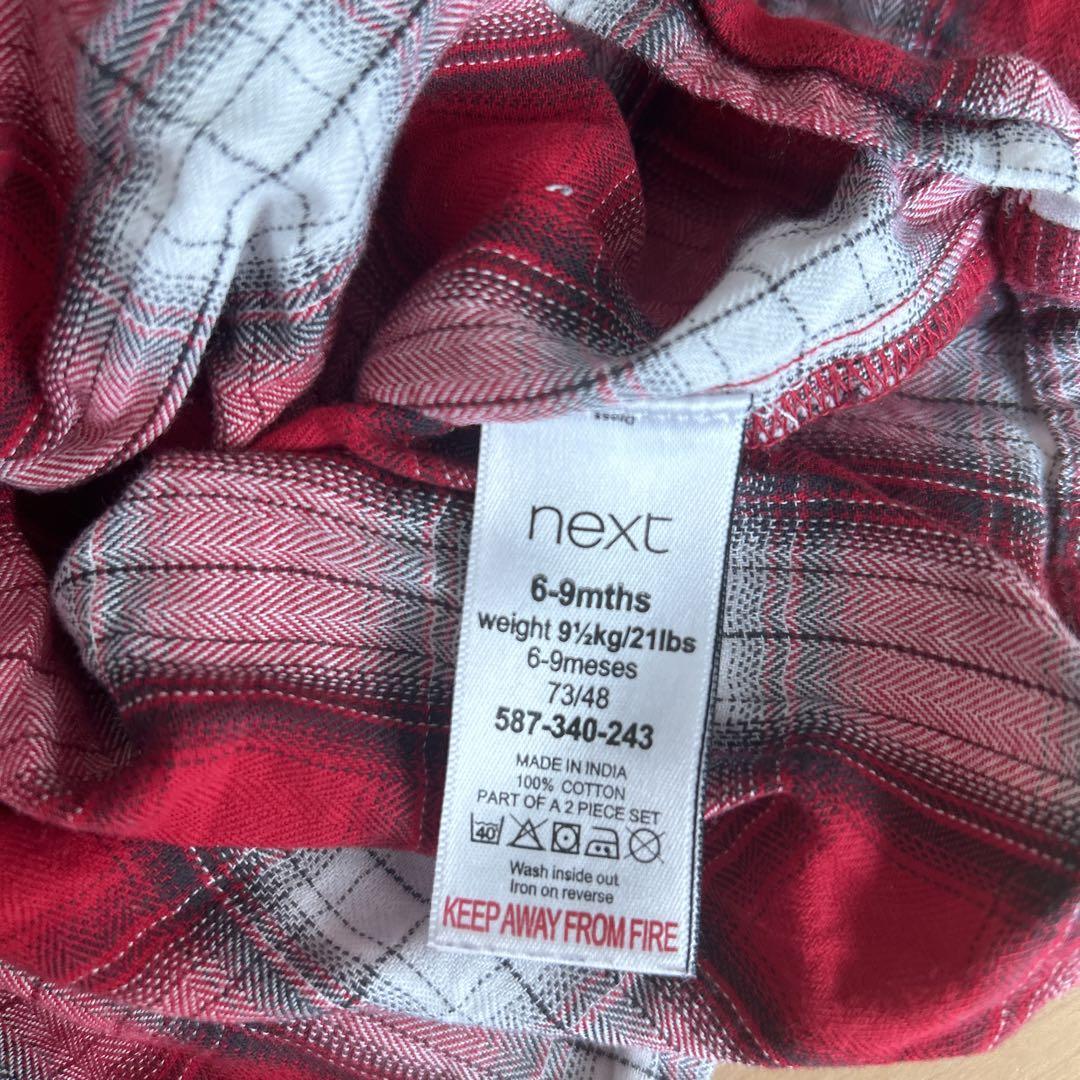 Dress
next
6-9mths
weight 9½kg/21lbs
6-9meses
73/48
587-340-243
MADE IN INDIA
100% COTTON
PART OF A 2 PIECE SET
40°
Wash inside out
Iron on reverse
KEEP AWAY FROM FIRE